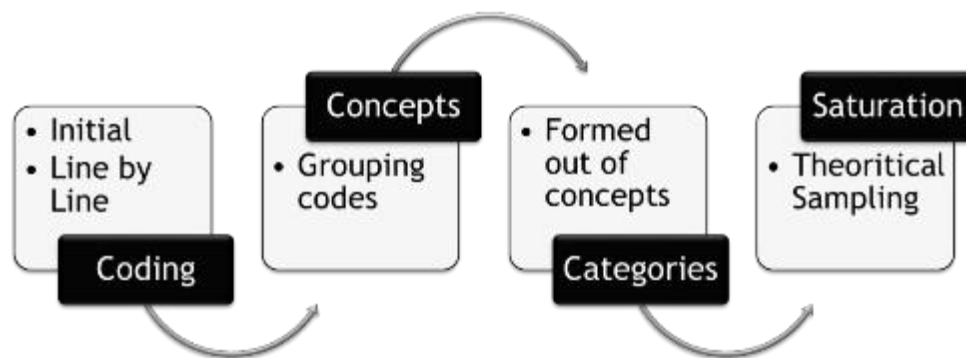 • Initial
• Line by
Line
Coding
Concepts
• Grouping
codes
• Formed
out of
concepts
Categories
Saturation
• Theoritical
Sampling